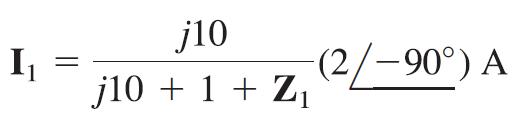 I₁ = j10 / (j10 + 1 + Z₁) (2∠−90°) A